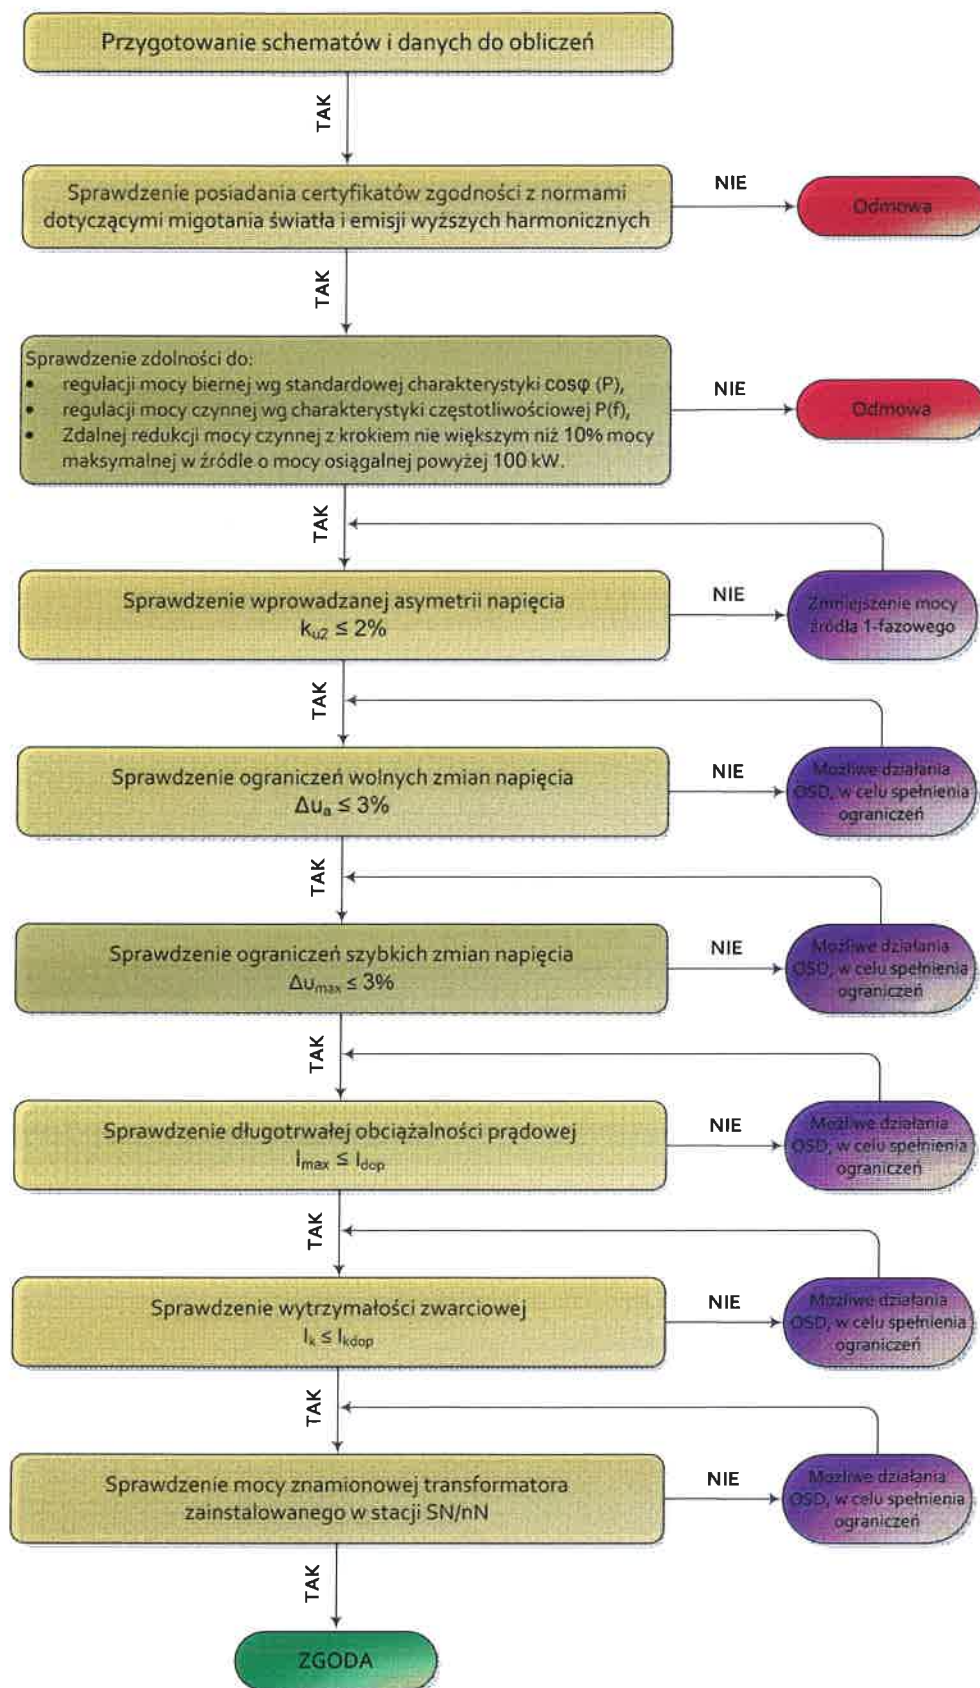 Przygotowanie schematów i danych do obliczeń
TAK
Sprawdzenie posiadania certyfikatów zgodności z normami
dotyczącymi migotania światła i emisji wyższych harmonicznych
NIE
Odmowa
TAK
Sprawdzenie zdolności do:
• regulacji mocy biernej wg standardowej charakterystyki cosφ (P),
• regulacji mocy czynnej wg charakterystyki częstotliwościowej P(f),
• Zdalnej redukcji mocy czynnej z krokiem nie większym niż 10% mocy
maksymalnej w źródle o mocy osiągalnej powyżej 100 kW.
NIE
Odmowa
TAK
Sprawdzenie wprowadzanej asymetrii napięcia
k_u2 ≤ 2%
NIE
Zmniejszenie mocy
źródła 1-fazowego
TAK
Sprawdzenie ograniczeń wolnych zmian napięcia
Δu_a ≤ 3%
NIE
Możliwe działania
OSD, w celu spełnienia
ograniczeń
TAK
Sprawdzenie ograniczeń szybkich zmian napięcia
Δu_max ≤ 3%
NIE
Możliwe działania
OSD, w celu spełnienia
ograniczeń
TAK
Sprawdzenie długotrwałej obciążalności prądowej
I_max ≤ I_dop
NIE
Możliwe działania
OSD, w celu spełnienia
ograniczeń
TAK
Sprawdzenie wytrzymałości zwarciowej
I_k ≤ I_kdop
NIE
Możliwe działania
OSD, w celu spełnienia
ograniczeń
TAK
Sprawdzenie mocy znamionowej transformatora
zainstalowanego w stacji SN/nN
NIE
Możliwe działania
OSD, w celu spełnienia
ograniczeń
TAK
ZGODA